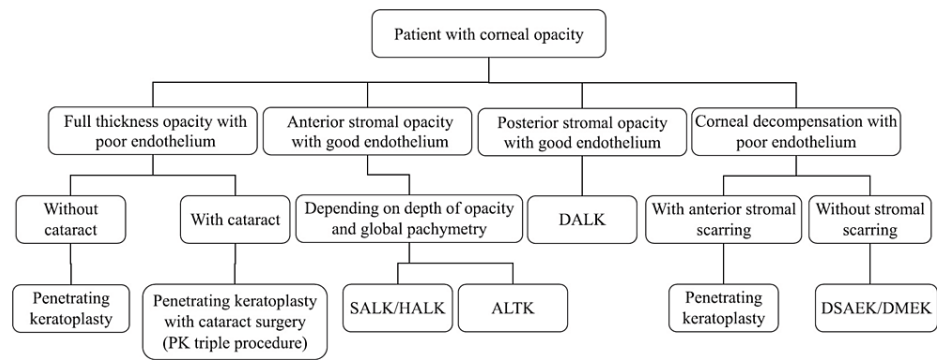 Patient with corneal opacity
Full thickness opacity with
poor endothelium
Anterior stromal opacity
with good endothelium
Posterior stromal opacity
with good endothelium
Corneal decompensation with
poor endothelium
Without
cataract
With cataract
Depending on depth of opacity
and global pachymetry
DALK
With anterior stromal
scarring
Without stromal
scarring
Penetrating
keratoplasty
Penetrating keratoplasty
with cataract surgery
(PK triple procedure)
SALK/HALK
ALTK
Penetrating
keratoplasty
DSAEK/DMEK